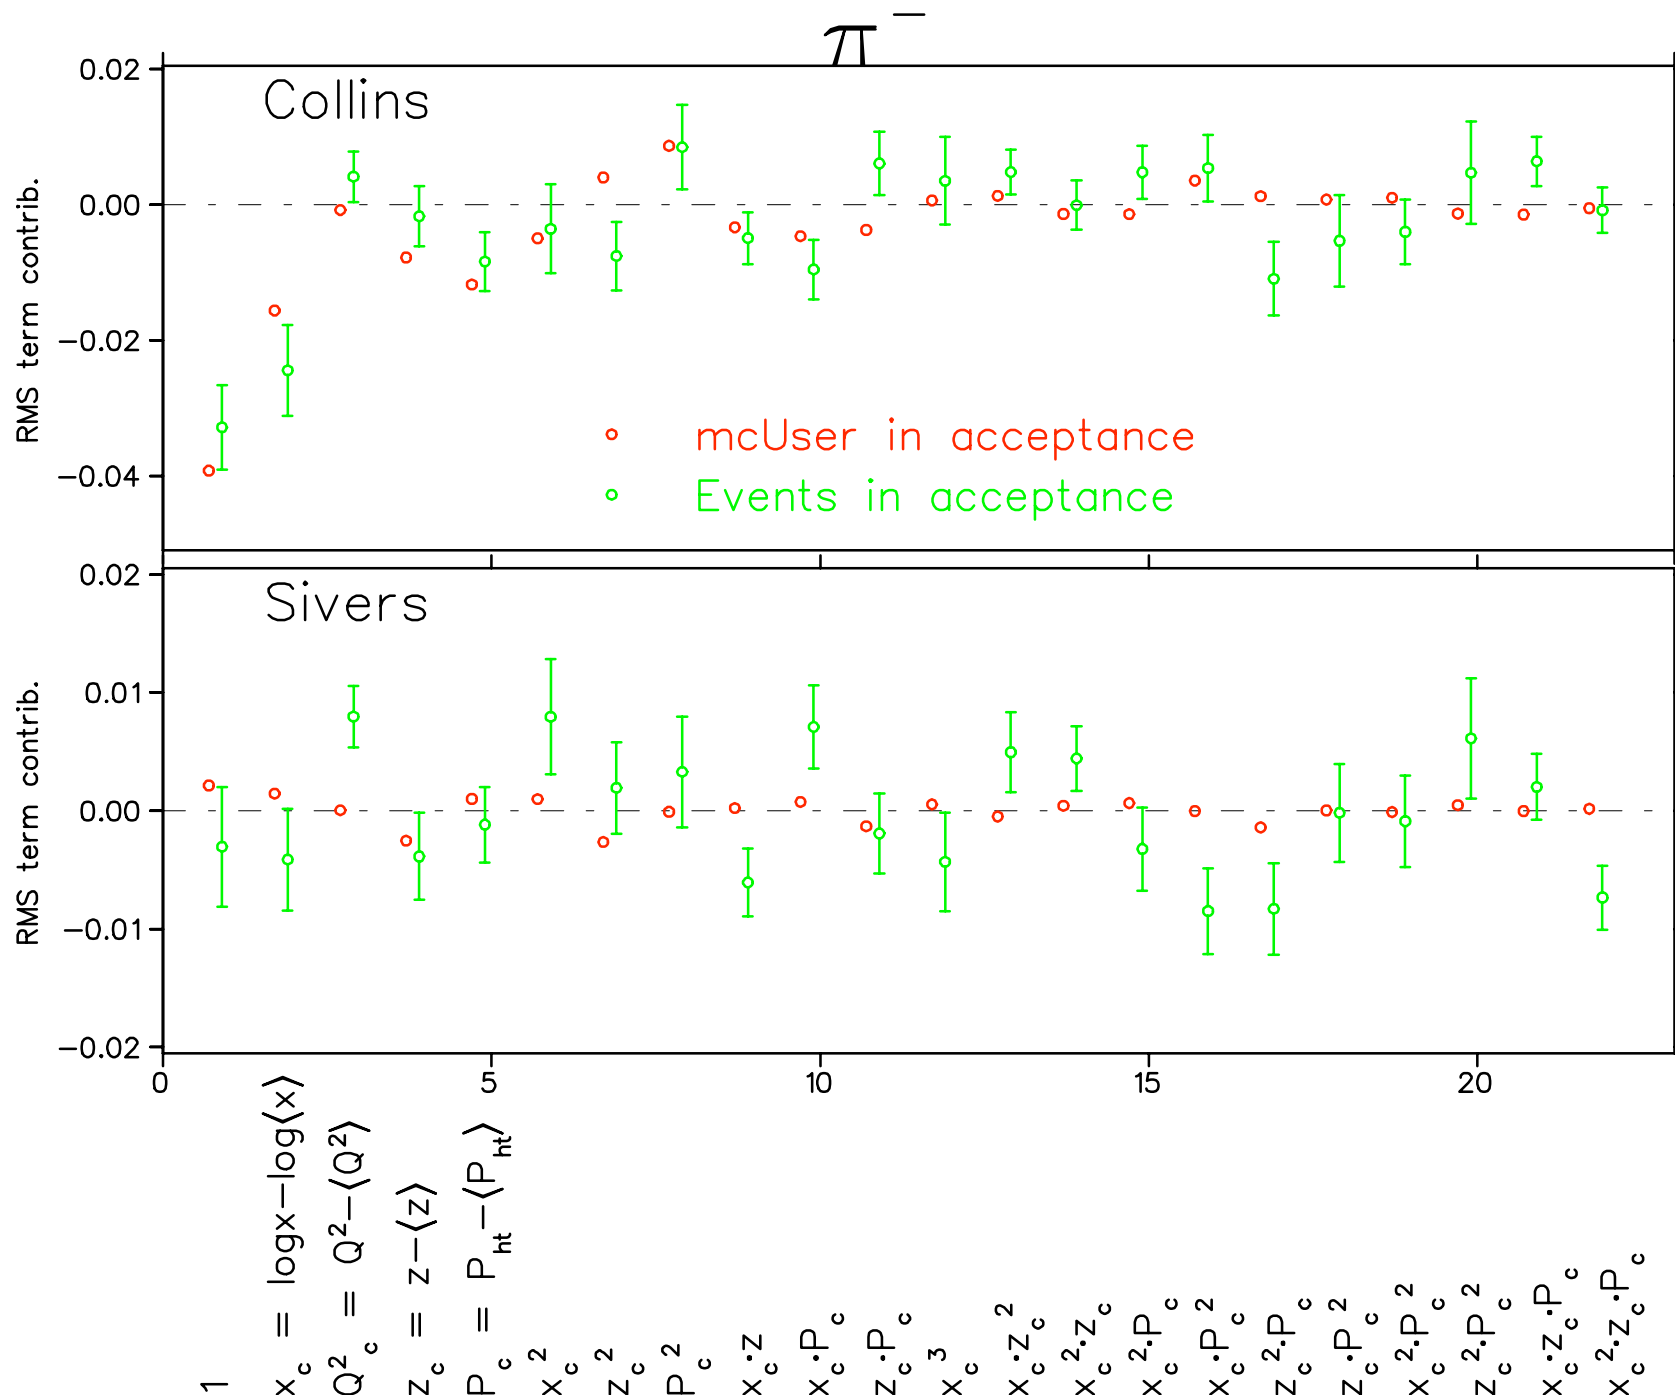 π⁻
Collins
0.02
0.00
−0.02
−0.04
RMS term contrib.
mcUser in acceptance
Events in acceptance
Sivers
0.02
0.01
0.00
−0.01
−0.02
RMS term contrib.
0 5 10 15 20
1
x_c = logx−log⟨x⟩
Q²_c = Q²−⟨Q²⟩
z_c = z−⟨z⟩
P_c = P_ht−⟨P_ht⟩
x_c²
z_c²
P_c²
x_c·z
x_c·P_c
z_c·P_c
x_c³
x_c·z_c²
x_c²·z_c
x_c²·P_c
x_c·P_c²
z_c²·P_c
z_c·P_c²
x_c²·P_c²
z_c²·P_c²
x_c·z_c·P_c
x_c²·z_c·P_c